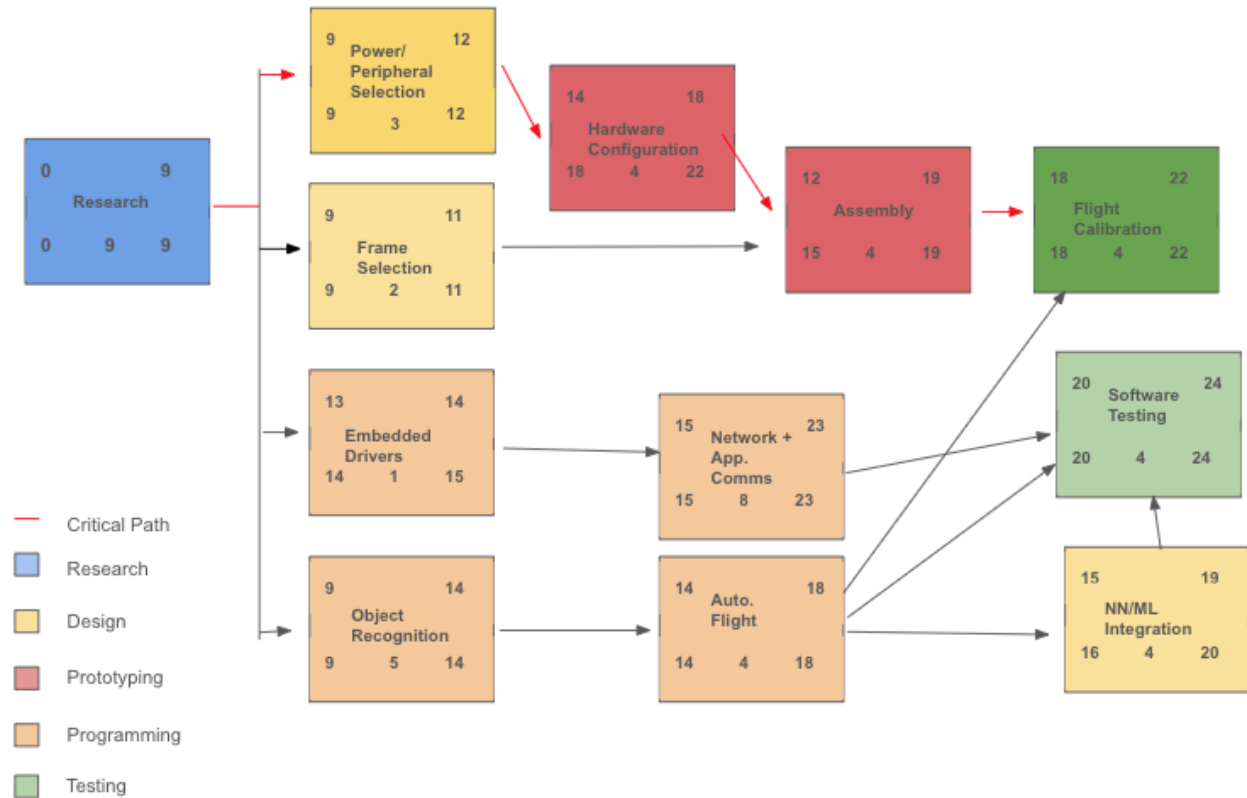 9 12
Power/
Peripheral
Selection
9 3 12
14 18
Hardware
Configuration
18 4 22
0 9
Research
0 9 9
12 19
Assembly
15 4 19
18 22
Flight
Calibration
18 4 22
9 11
Frame
Selection
9 2 11
13 14
Embedded
Drivers
14 1 15
15 23
Network +
App.
Comms
15 8 23
20 24
Software
Testing
20 4 24
9 14
Object
Recognition
9 5 14
14 18
Auto.
Flight
14 4 18
15 19
NN/ML
Integration
16 4 20
Critical Path
Research
Design
Prototyping
Programming
Testing